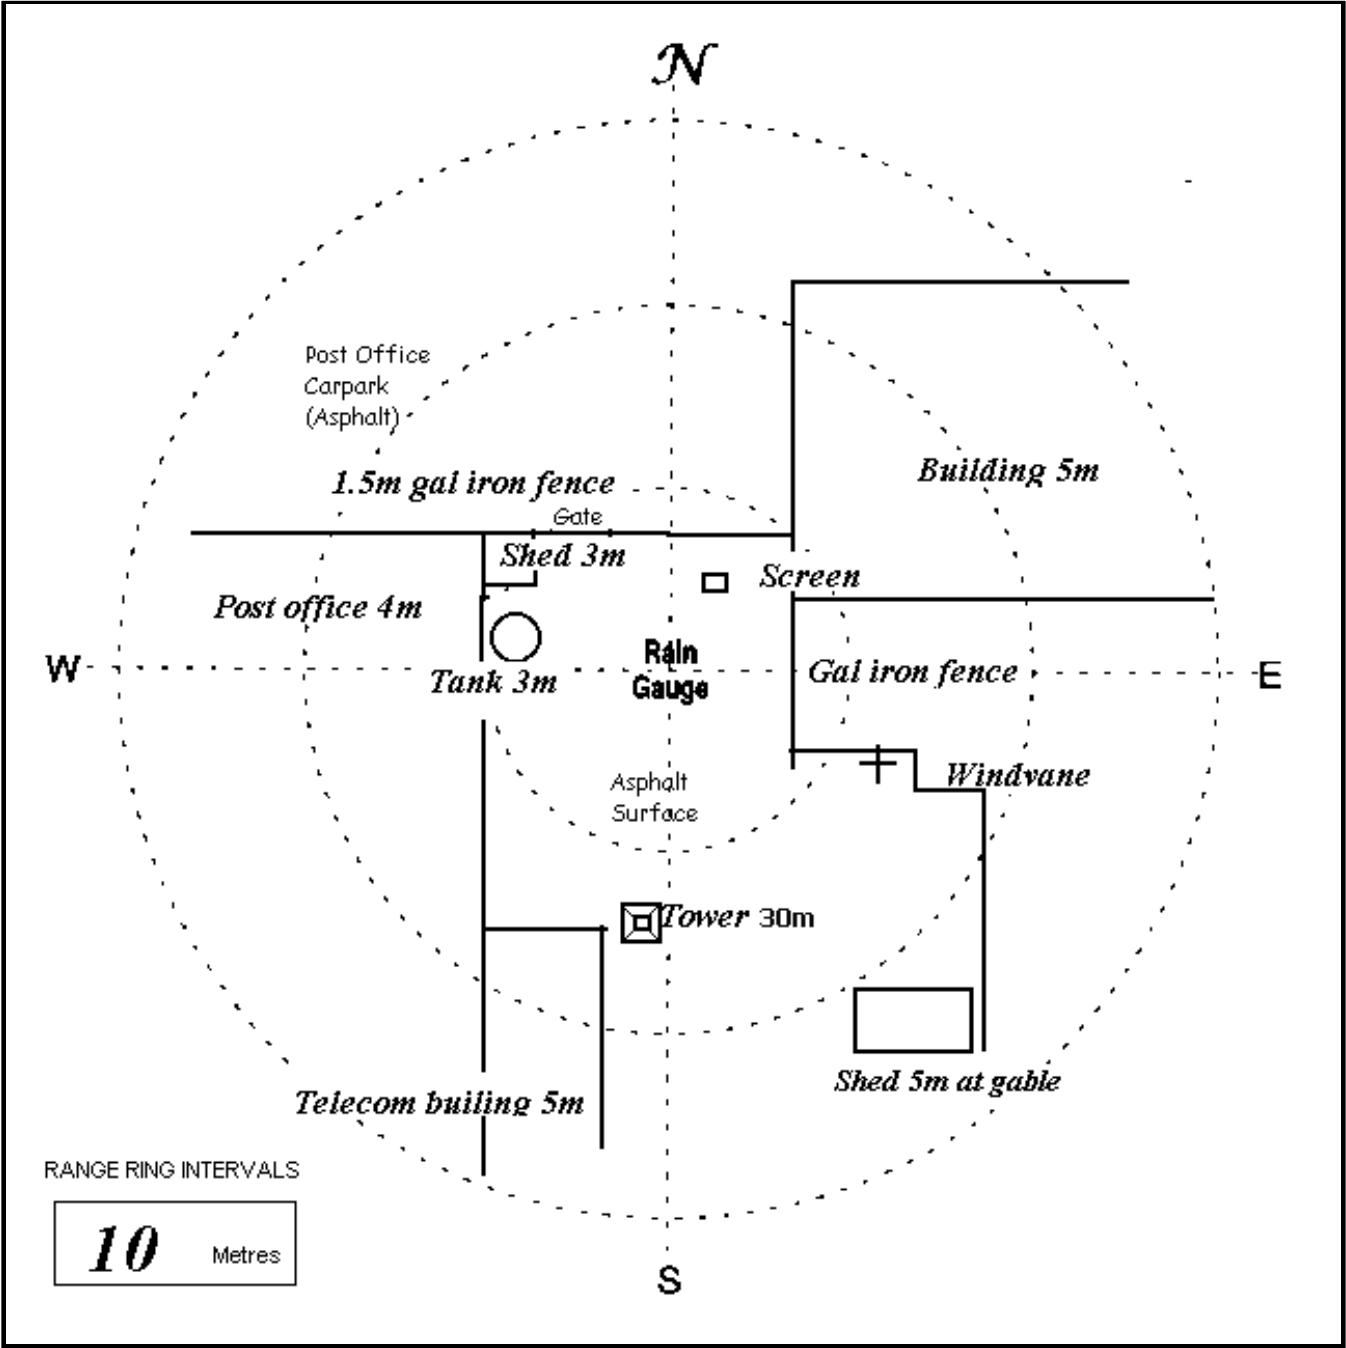 N
Post Office
Carpark
(Asphalt)
Building 5m
1.5m gal iron fence
Gate
Shed 3m
Screen
Post office 4m
Rain
Gauge
W
Tank 3m
Gal iron fence
E
Asphalt
Surface
Windvane
Tower 30m
Shed 5m at gable
Telecom builing 5m
RANGE RING INTERVALS
10 Metres
S